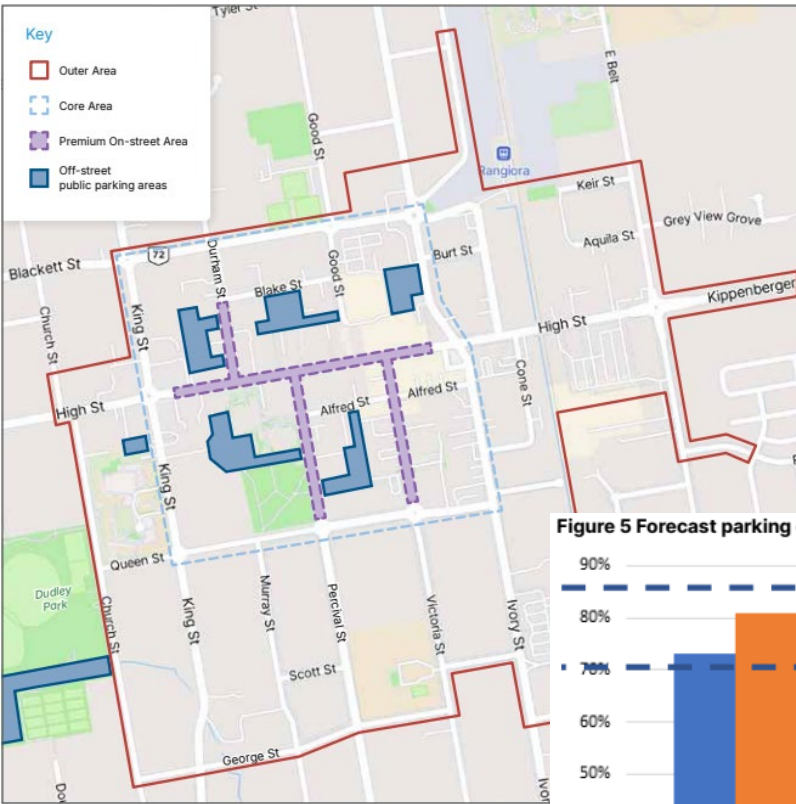 Tyler St
Key
Outer Area
Core Area
Premium On-street Area
Off-street
public parking areas
E Belt
Good St
Rangiora
Keir St
Grey View Grove
Aquila St
Burt St
72
Blackett St
Durham St
Good St
Blake St
Kippenberger
High St
King St
Church St
Cone St
Alfred St
Alfred St
High St
King St
Queen St
Dudley
Park
Church St
King St
Murray St
Percival St
Victoria St
Ivory St
Scott St
George St
Figure 5 Forecast parking
90%
80%
70%
60%
50%